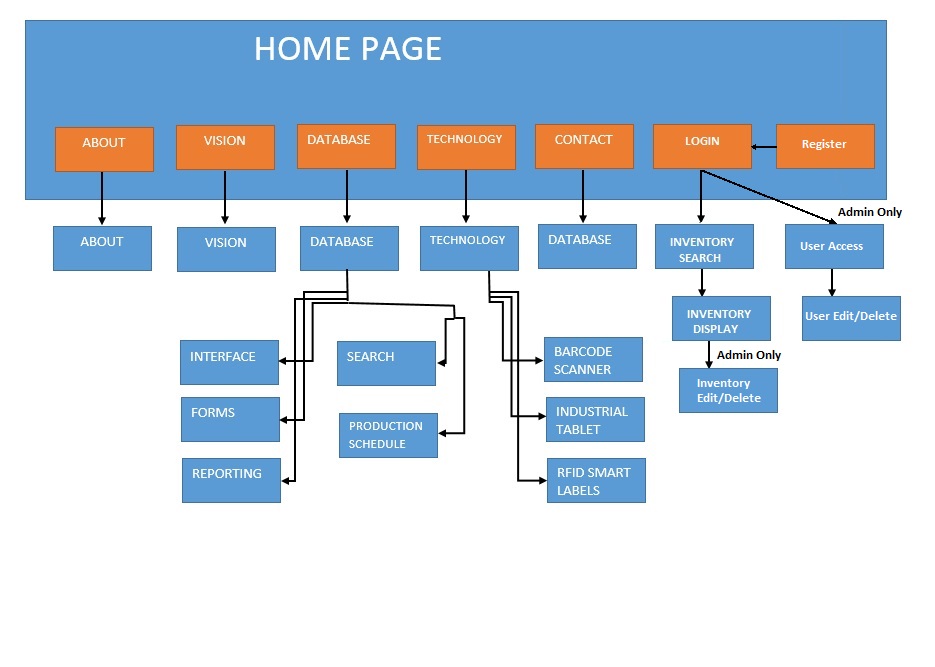 HOME PAGE
ABOUT
VISION
DATABASE
TECHNOLOGY
CONTACT
LOGIN
Register
Admin Only
ABOUT
VISION
DATABASE
TECHNOLOGY
DATABASE
INVENTORY
SEARCH
User Access
INVENTORY
DISPLAY
User Edit/Delete
Admin Only
Inventory
Edit/Delete
INTERFACE
SEARCH
BARCODE
SCANNER
FORMS
PRODUCTION
SCHEDULE
INDUSTRIAL
TABLET
REPORTING
RFID SMART
LABELS